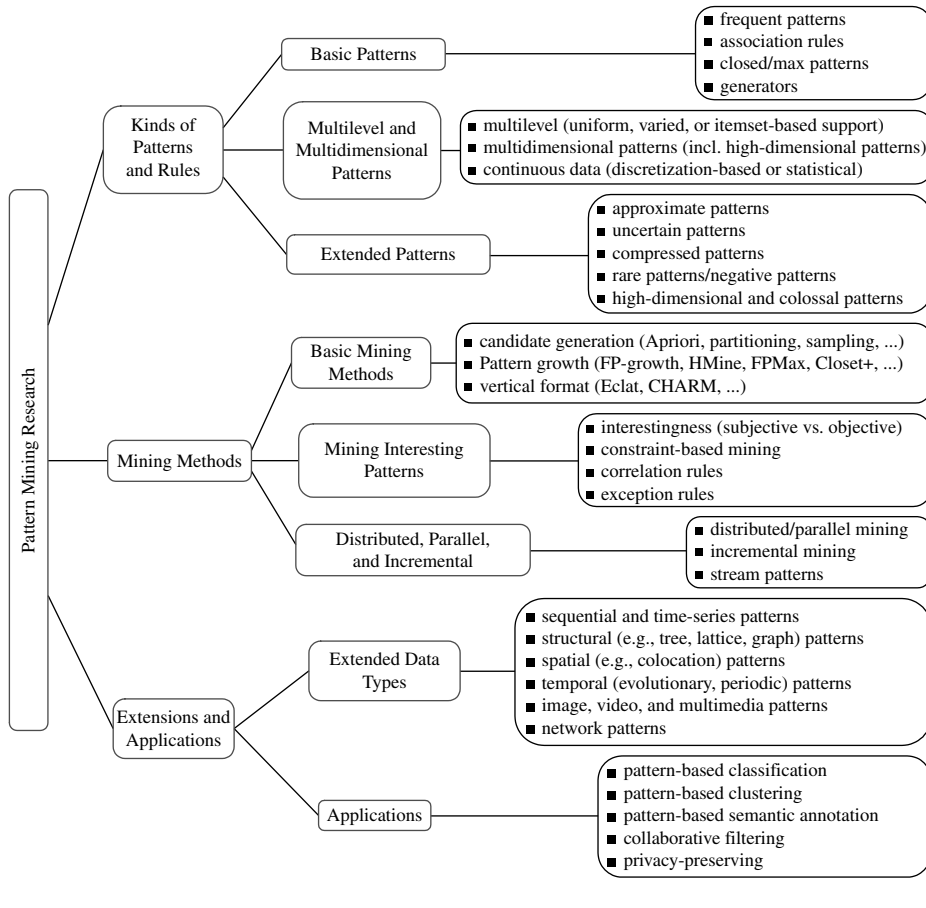 Pattern Mining Research
Kinds of
Patterns
and Rules
Basic Patterns
■ frequent patterns
■ association rules
■ closed/max patterns
■ generators
Multilevel and
Multidimensional
Patterns
■ multilevel (uniform, varied, or itemset-based support)
■ multidimensional patterns (incl. high-dimensional patterns)
■ continuous data (discretization-based or statistical)
Extended Patterns
■ approximate patterns
■ uncertain patterns
■ compressed patterns
■ rare patterns/negative patterns
■ high-dimensional and colossal patterns
Mining Methods
Basic Mining
Methods
■ candidate generation (Apriori, partitioning, sampling, ...)
■ Pattern growth (FP-growth, HMine, FPMax, Closet+, ...)
■ vertical format (Eclat, CHARM, ...)
Mining Interesting
Patterns
■ interestingness (subjective vs. objective)
■ constraint-based mining
■ correlation rules
■ exception rules
Distributed, Parallel,
and Incremental
■ distributed/parallel mining
■ incremental mining
■ stream patterns
Extensions and
Applications
Extended Data
Types
■ sequential and time-series patterns
■ structural (e.g., tree, lattice, graph) patterns
■ spatial (e.g., colocation) patterns
■ temporal (evolutionary, periodic) patterns
■ image, video, and multimedia patterns
■ network patterns
Applications
■ pattern-based classification
■ pattern-based clustering
■ pattern-based semantic annotation
■ collaborative filtering
■ privacy-preserving